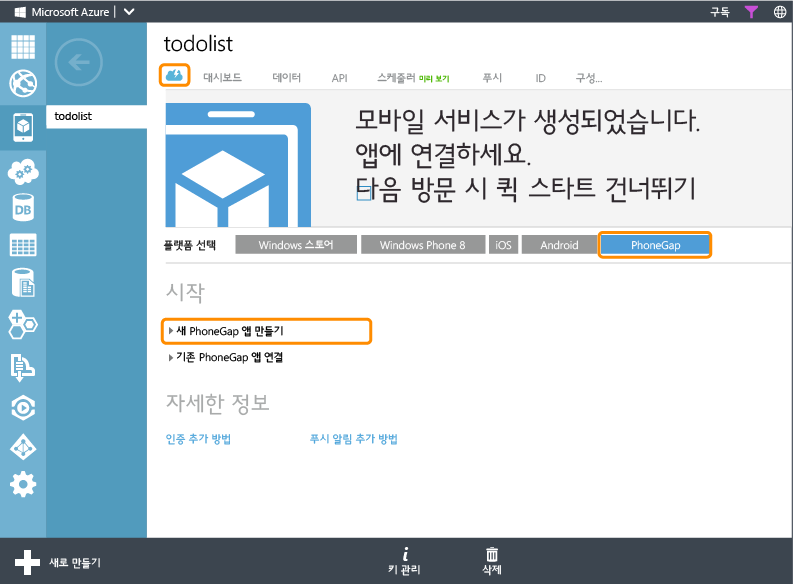 Microsoft Azure
구독
todolist
todolist
대시보드 데이터 API 스케줄러 미리 보기 푸시 ID 구성...
모바일 서비스가 생성되었습니다.
앱에 연결하세요.
다음 방문 시 퀵 스타트 건너뛰기
플랫폼 선택 Windows 스토어 Windows Phone 8 iOS Android PhoneGap
시작
새 PhoneGap 앱 만들기
기존 PhoneGap 앱 연결
자세한 정보
인증 추가 방법 푸시 알림 추가 방법
DB
새로 만들기 키 관리 삭제